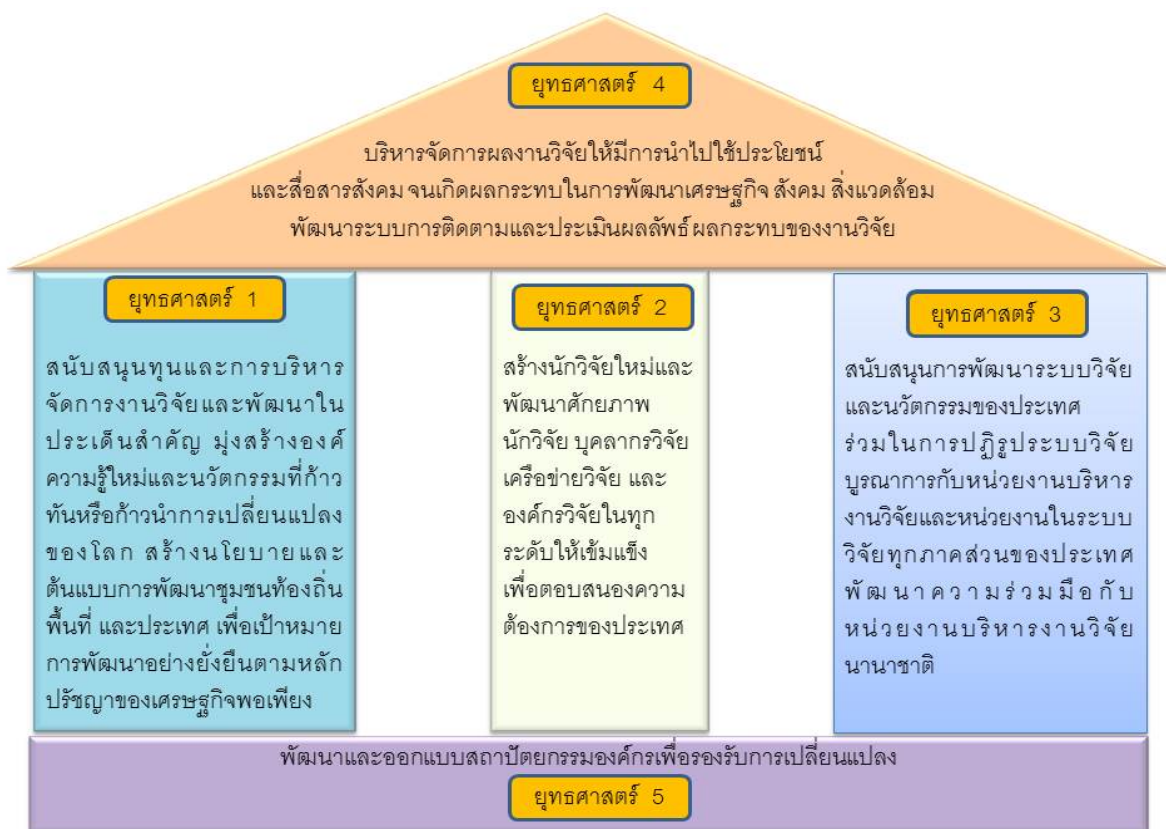 ยุทธศาสตร์ 4
บริหารจัดการผลงานวิจัยให้มีการนำไปใช้ประโยชน์
และสื่อสารสังคม จนเกิดผลกระทบในการพัฒนาเศรษฐกิจ สังคม สิ่งแวดล้อม
พัฒนาระบบการติดตามและประเมินผลลัพธ์ ผลกระทบของงานวิจัย
ยุทธศาสตร์ 1
สนับสนุนทุนและการบริหาร
จัดการงานวิจัยและพัฒนาใน
ประเด็นสำคัญ มุ่งสร้างองค์
ความรู้ใหม่และนวัตกรรมที่ก้าว
ทันหรือก้าวนำการเปลี่ยนแปลง
ของโลก สร้างนโยบายและ
ต้นแบบการพัฒนาชุมชนท้องถิ่น
พื้นที่ และประเทศ เพื่อเป้าหมาย
การพัฒนาอย่างยั่งยืนตามหลัก
ปรัชญาของเศรษฐกิจพอเพียง
ยุทธศาสตร์ 2
สร้างนักวิจัยใหม่และ
พัฒนาศักยภาพ
นักวิจัย บุคลากรวิจัย
เครือข่ายวิจัย และ
องค์กรวิจัยในทุก
ระดับให้เข้มแข็ง
เพื่อตอบสนองความ
ต้องการของประเทศ
ยุทธศาสตร์ 3
สนับสนุนการพัฒนาระบบวิจัย
และนวัตกรรมของประเทศ
ร่วมในการปฏิรูประบบวิจัย
บูรณาการกับหน่วยงานบริหาร
งานวิจัยและหน่วยงานในระบบ
วิจัยทุกภาคส่วนของประเทศ
พัฒนาความร่วมมือกับ
หน่วยงานบริหารงานวิจัย
นานาชาติ
พัฒนาและออกแบบสถาปัตยกรรมองค์กรเพื่อรองรับการเปลี่ยนแปลง
ยุทธศาสตร์ 5